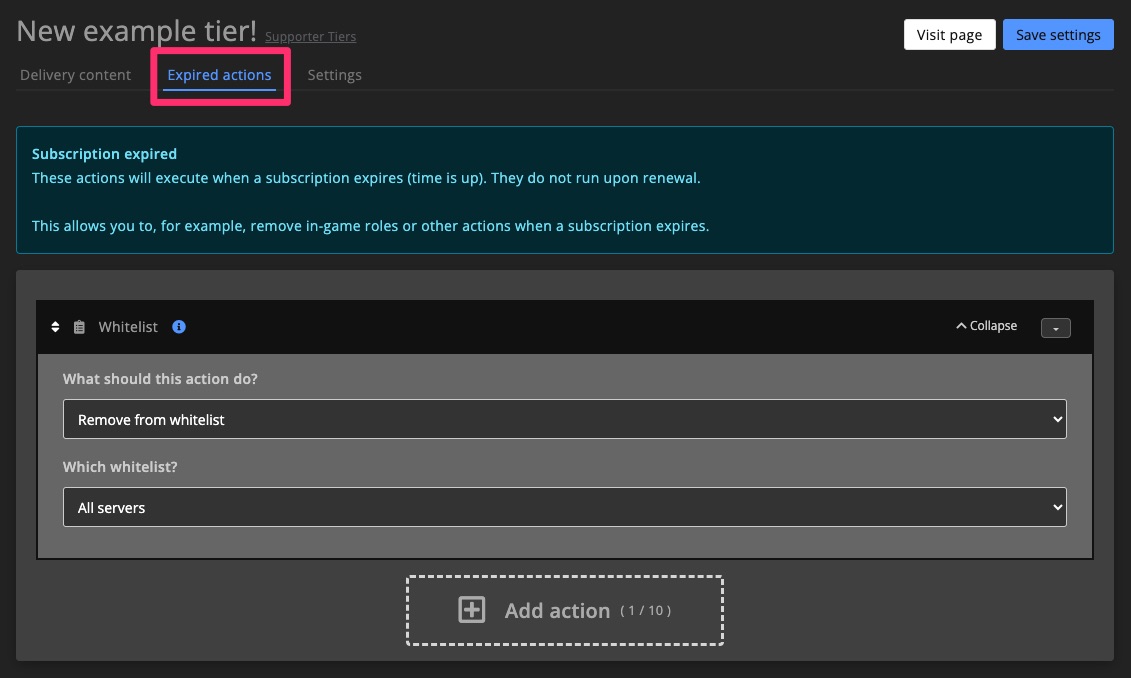 New example tier! Supporter Tiers
Visit page
Save settings
Delivery content
Expired actions
Settings
Subscription expired
These actions will execute when a subscription expires (time is up). They do not run upon renewal.
This allows you to, for example, remove in-game roles or other actions when a subscription expires.
Whitelist
Collapse
What should this action do?
Remove from whitelist
Which whitelist?
All servers
Add action ( 1 / 10 )